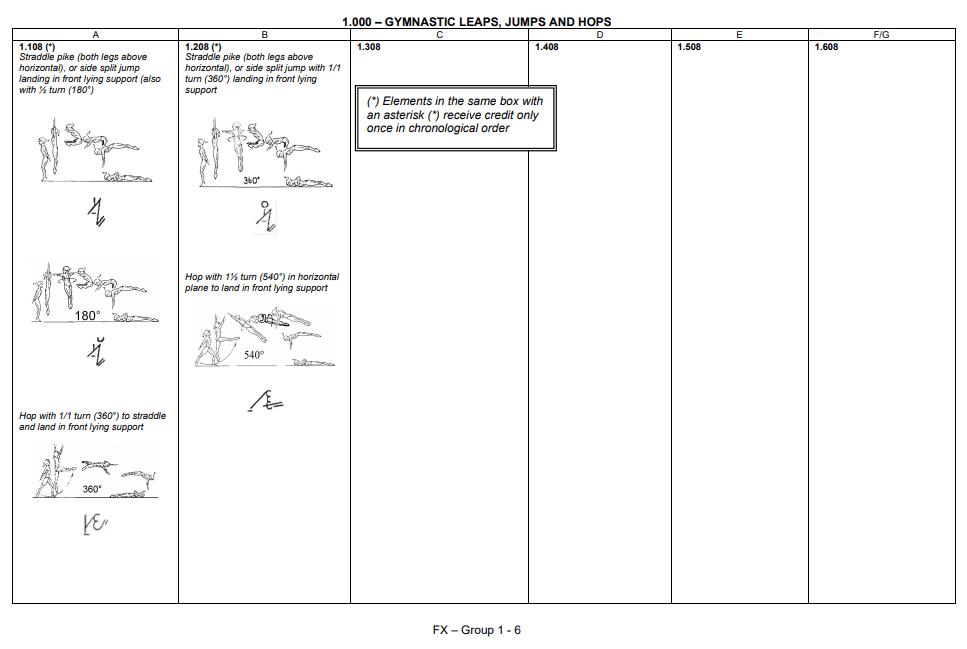 1.000 – GYMNASTIC LEAPS, JUMPS AND HOPS
A
B
C
D
E
F/G
1.108 (*)
Straddle pike (both legs above
horizontal), or side split jump
landing in front lying support (also
with ½ turn (180°)
180°
Hop with 1/1 turn (360°) to straddle
and land in front lying support
360°
1.208 (*)
Straddle pike (both legs above
horizontal), or side split jump with 1/1
turn (360°) landing in front lying
support
360°
Hop with 1½ turn (540°) in horizontal
plane to land in front lying support
540°
1.308
1.408
1.508
1.608
(*) Elements in the same box with
an asterisk (*) receive credit only
once in chronological order
FX – Group 1 - 6